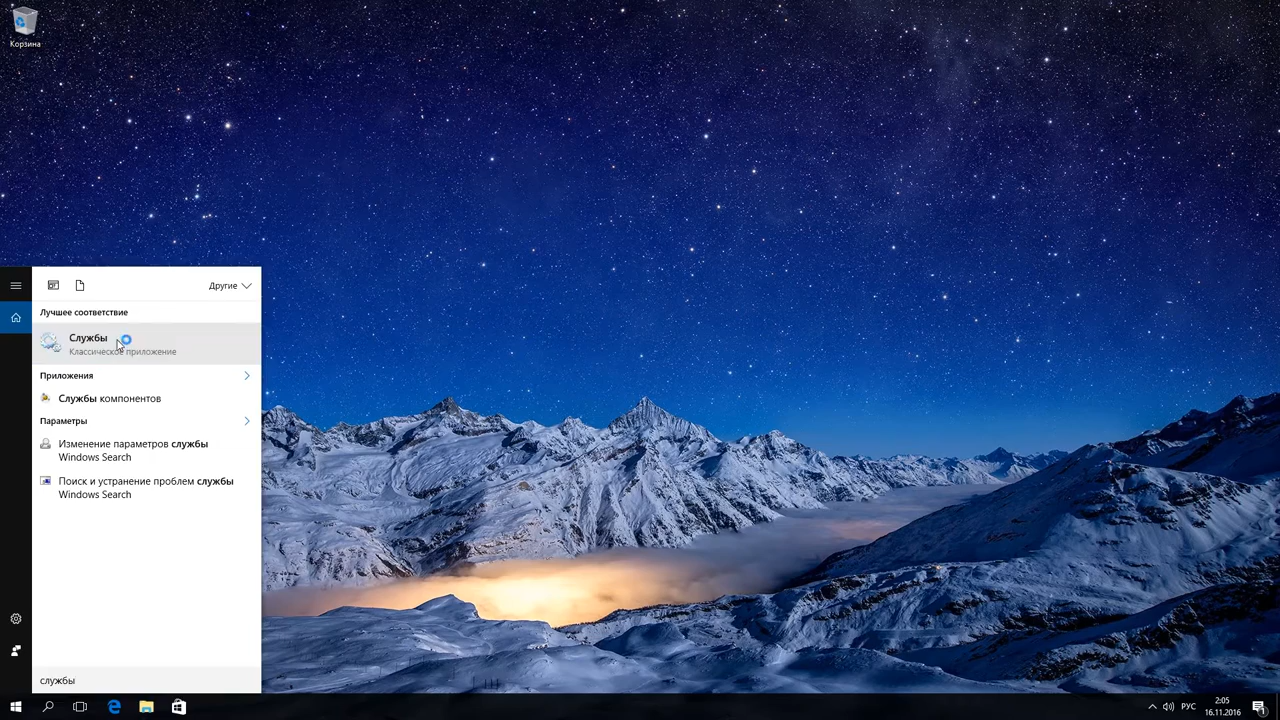 Корзина
Другие
Лучшее соответствие
Службы
Классическое приложение
Приложения
Службы компонентов
Параметры
Изменение параметров службы
Windows Search
Поиск и устранение проблем службы
Windows Search
службы
РУС
2:05
16.11.2016
1